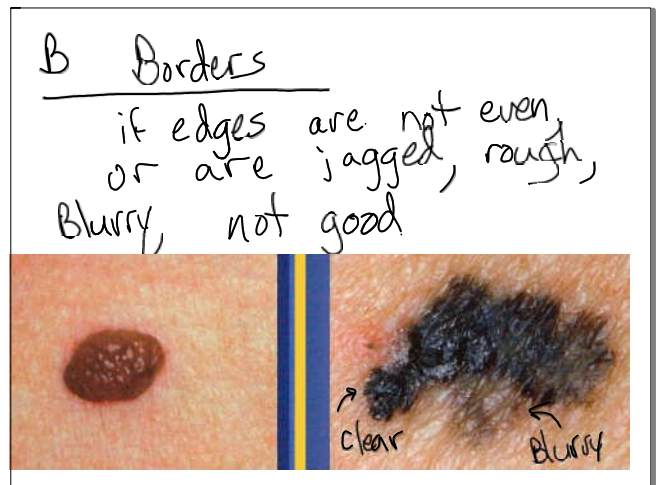 B Borders
if edges are not even,
or are jagged, rough,
Blurry, not good
clear
Blurry